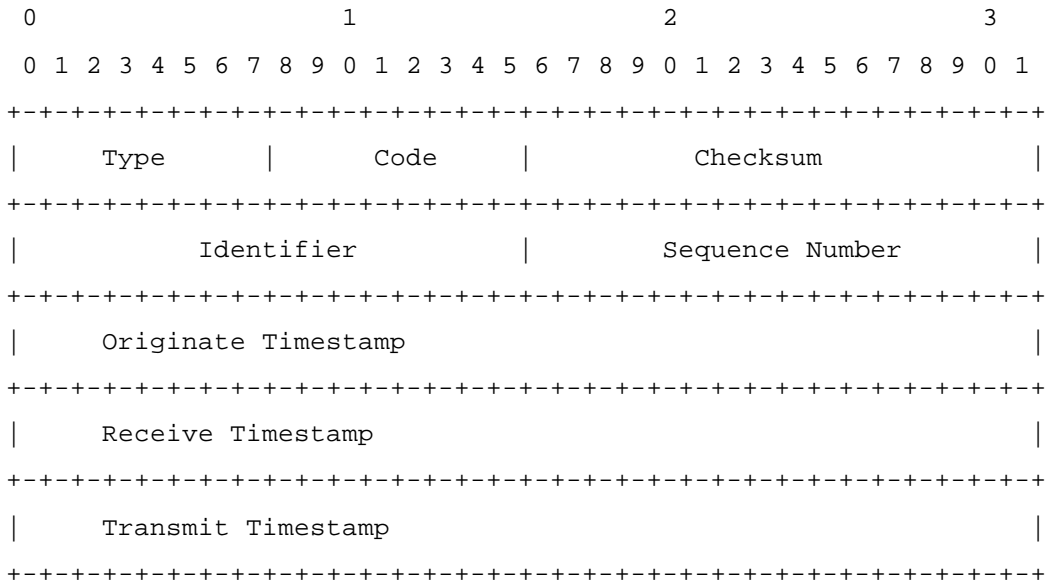 0                   1                   2                   3
 0 1 2 3 4 5 6 7 8 9 0 1 2 3 4 5 6 7 8 9 0 1 2 3 4 5 6 7 8 9 0 1
+-+-+-+-+-+-+-+-+-+-+-+-+-+-+-+-+-+-+-+-+-+-+-+-+-+-+-+-+-+-+-+-+
|     Type      |      Code     |          Checksum             |
+-+-+-+-+-+-+-+-+-+-+-+-+-+-+-+-+-+-+-+-+-+-+-+-+-+-+-+-+-+-+-+-+
|           Identifier          |        Sequence Number        |
+-+-+-+-+-+-+-+-+-+-+-+-+-+-+-+-+-+-+-+-+-+-+-+-+-+-+-+-+-+-+-+-+
|     Originate Timestamp                                       |
+-+-+-+-+-+-+-+-+-+-+-+-+-+-+-+-+-+-+-+-+-+-+-+-+-+-+-+-+-+-+-+-+
|     Receive Timestamp                                         |
+-+-+-+-+-+-+-+-+-+-+-+-+-+-+-+-+-+-+-+-+-+-+-+-+-+-+-+-+-+-+-+-+
|     Transmit Timestamp                                        |
+-+-+-+-+-+-+-+-+-+-+-+-+-+-+-+-+-+-+-+-+-+-+-+-+-+-+-+-+-+-+-+-+